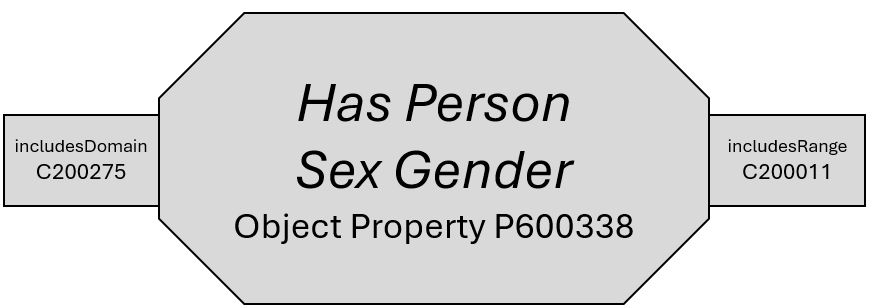 includesDomain
C200275
Has Person
Sex Gender
Object Property P600338
includesRange
C200011